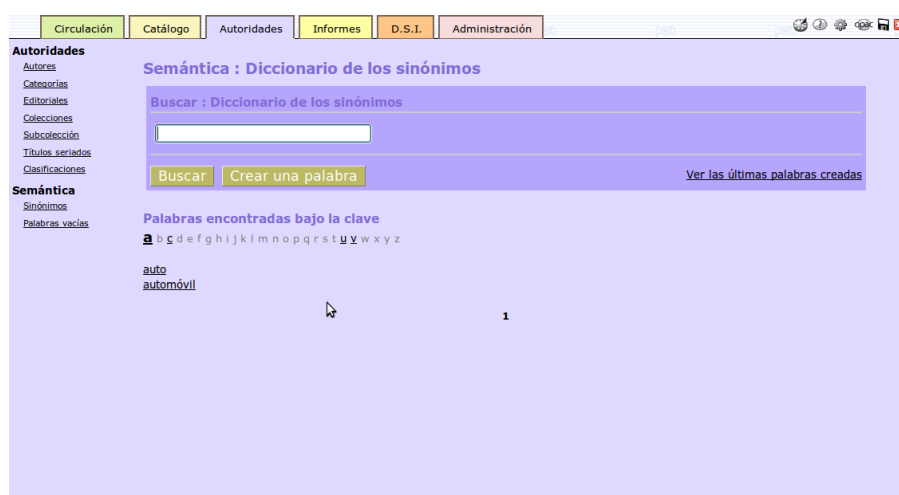 Circulación Catálogo Autoridades Informes D.S.I. Administración opac
Autoridades
Autores
Categorías
Editoriales
Colecciones
Subcolección
Títulos seriados
Clasificaciones
Semántica
Sinónimos
Palabras vacías
Semántica : Diccionario de los sinónimos
Buscar : Diccionario de los sinónimos
Buscar Crear una palabra Ver las últimas palabras creadas
Palabras encontradas bajo la clave
a b c d e f g h i j k l m n o p q r s t u v w x y z
auto
automóvil
1